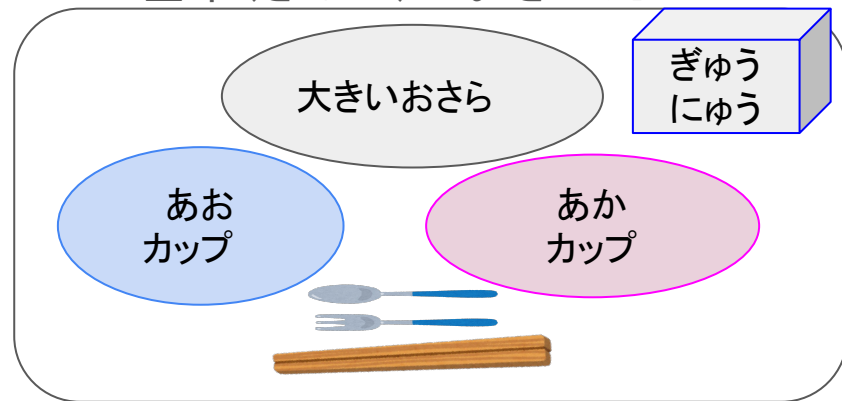 大きいおさら
ぎゅう
にゅう
あお
カップ
あか
カップ